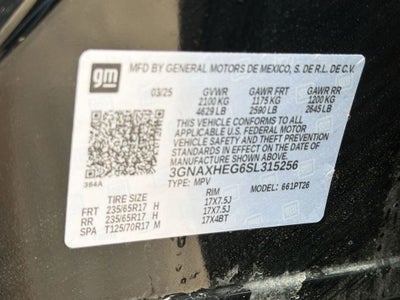 gm
MFD BY GENERAL MOTORS DE MEXICO, S. DE R.L. DE C.V.
03/25 GVWR GAWR FRT GAWR RR
2100 KG 1175 KG 1200 KG
4629 LB 2590 LB 2645 LB
THIS VEHICLE CONFORMS TO ALL
APPLICABLE U.S. FEDERAL MOTOR
VEHICLE SAFETY AND THEFT PREVENTION
STANDARDS IN EFFECT ON THE DATE OF
MANUFACTURE SHOWN ABOVE.
3GNAXHEG6SL315256
384A
TYPE: MPV MODEL: 661PT26
TIRE SIZE RIM
FRT 235/65R17 H 17X7.5J
RR 235/65R17 H 17X7.5J
SPA T125/70R17 M 17X4BT